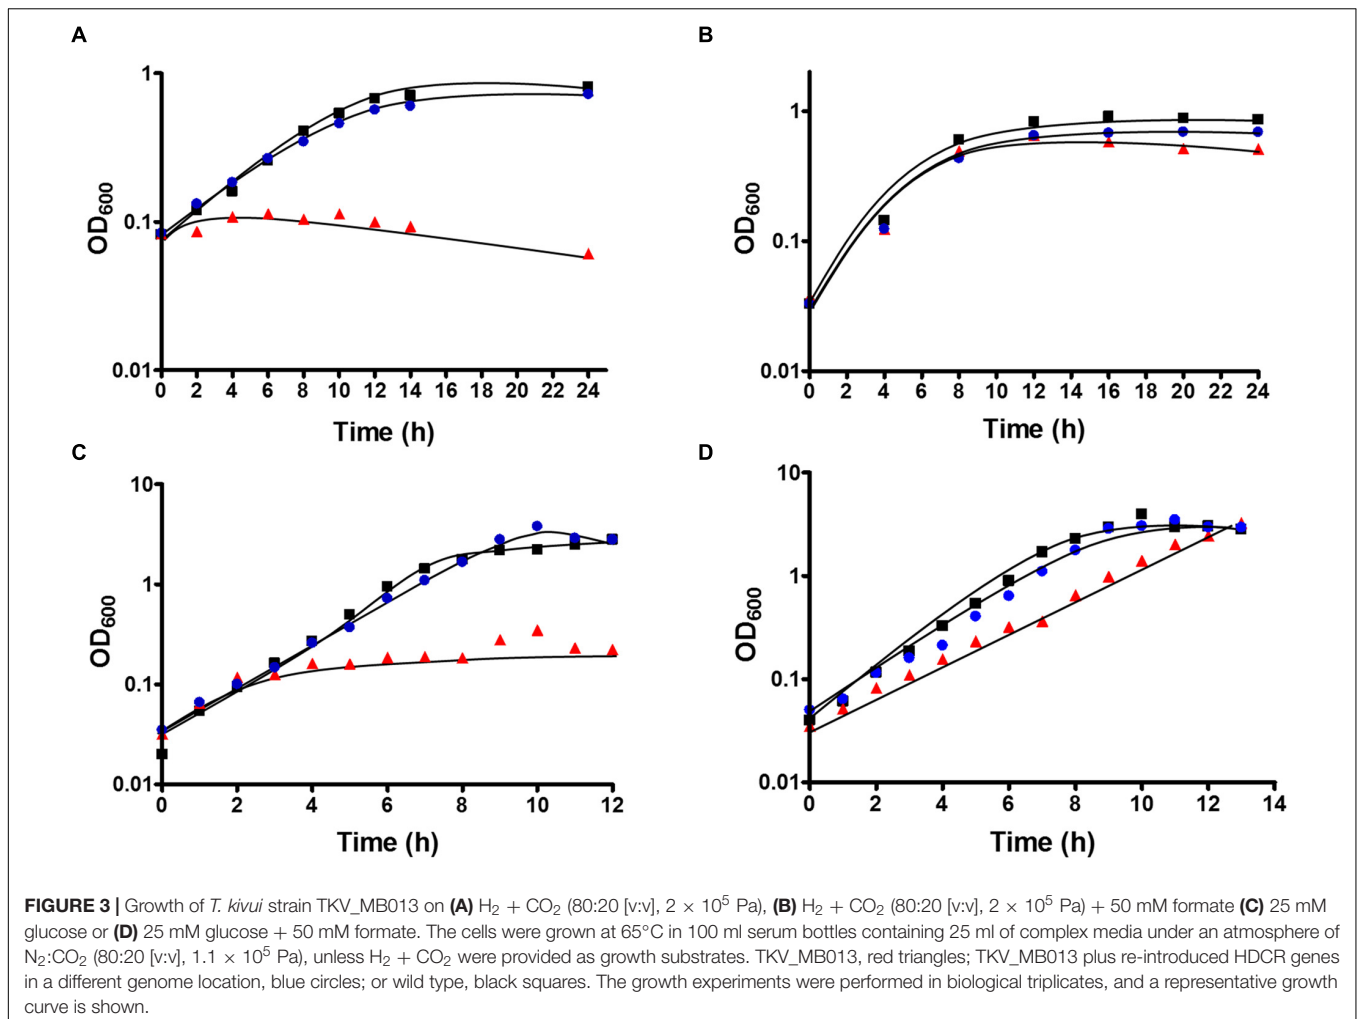 A
B
1
0.1
0.01
OD600
0 2 4 6 8 10 12 14 16 18 20 22 24
Time (h)
1
0.1
0.01
OD600
0 2 4 6 8 10 12 14 16 18 20 22 24
Time (h)
C
D
10
1
0.1
0.01
OD600
0 2 4 6 8 10 12
Time (h)
10
1
0.1
0.01
OD600
0 2 4 6 8 10 12 14
Time (h)
FIGURE 3 | Growth of T. kivui strain TKV_MB013 on (A) H2 + CO2 (80:20 [v:v], 2 × 10^5 Pa), (B) H2 + CO2 (80:20 [v:v], 2 × 10^5 Pa) + 50 mM formate (C) 25 mM
glucose or (D) 25 mM glucose + 50 mM formate. The cells were grown at 65°C in 100 ml serum bottles containing 25 ml of complex media under an atmosphere of
N2:CO2 (80:20 [v:v], 1.1 × 10^5 Pa), unless H2 + CO2 were provided as growth substrates. TKV_MB013, red triangles; TKV_MB013 plus re-introduced HDCR genes
in a different genome location, blue circles; or wild type, black squares. The growth experiments were performed in biological triplicates, and a representative growth
curve is shown.